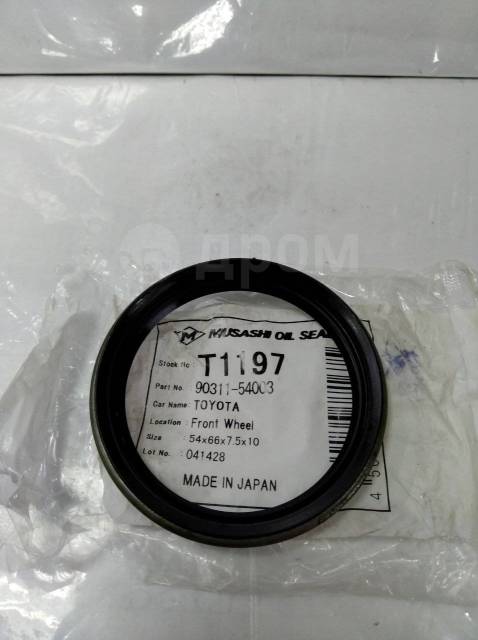 дром
MUSASHI OIL SEAL
Stock No. T1197
Part No. 90311-54003
Car Name: TOYOTA
Location: Front Wheel
Size : 54x66x7.5x10
Lot No. : 041428
MADE IN JAPAN